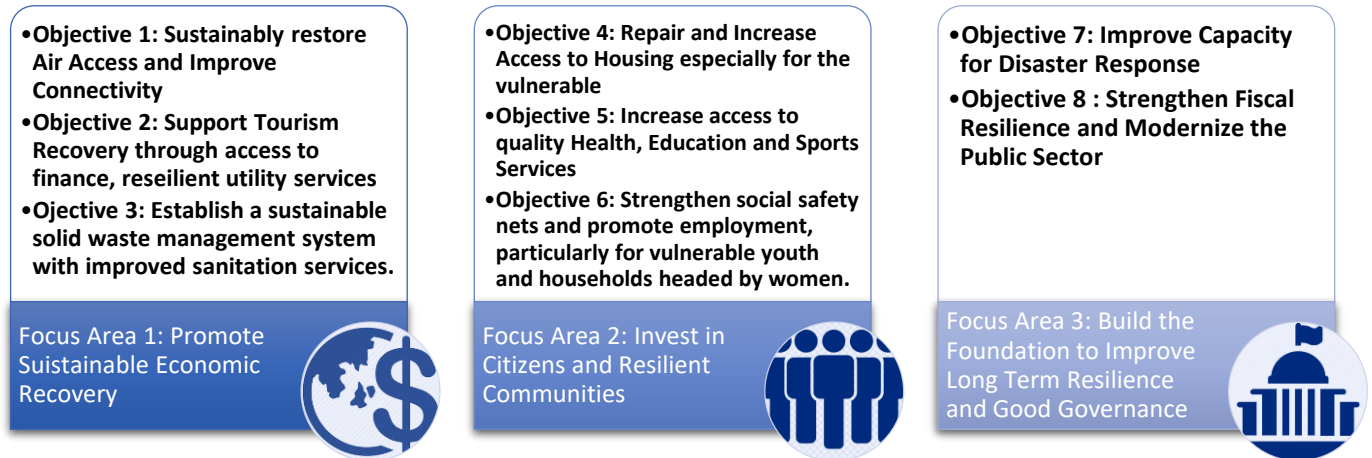 •Objective 1: Sustainably restore
Air Access and Improve
Connectivity
•Objective 2: Support Tourism
Recovery through access to
finance, reseilient utility services
•Ojective 3: Establish a sustainable
solid waste management system
with improved sanitation services.
Focus Area 1: Promote
Suistainable Economic
Recovery
•Objective 4: Repair and Increase
Access to Housing especially for the
vulnerable
•Objective 5: Increase access to
quality Health, Education and Sports
Services
•Objective 6: Strengthen social safety
nets and promote employment,
particularly for vulnerable youth
and households headed by women.
Focus Area 2: Invest in
Citizens and Resilient
Communities
•Objective 7: Improve Capacity
for Disaster Response
•Objective 8 : Strengthen Fiscal
Resilience and Modernize the
Public Sector
Focus Area 3: Build the
Foundation to Improve
Long Term Resilience
and Good Governance